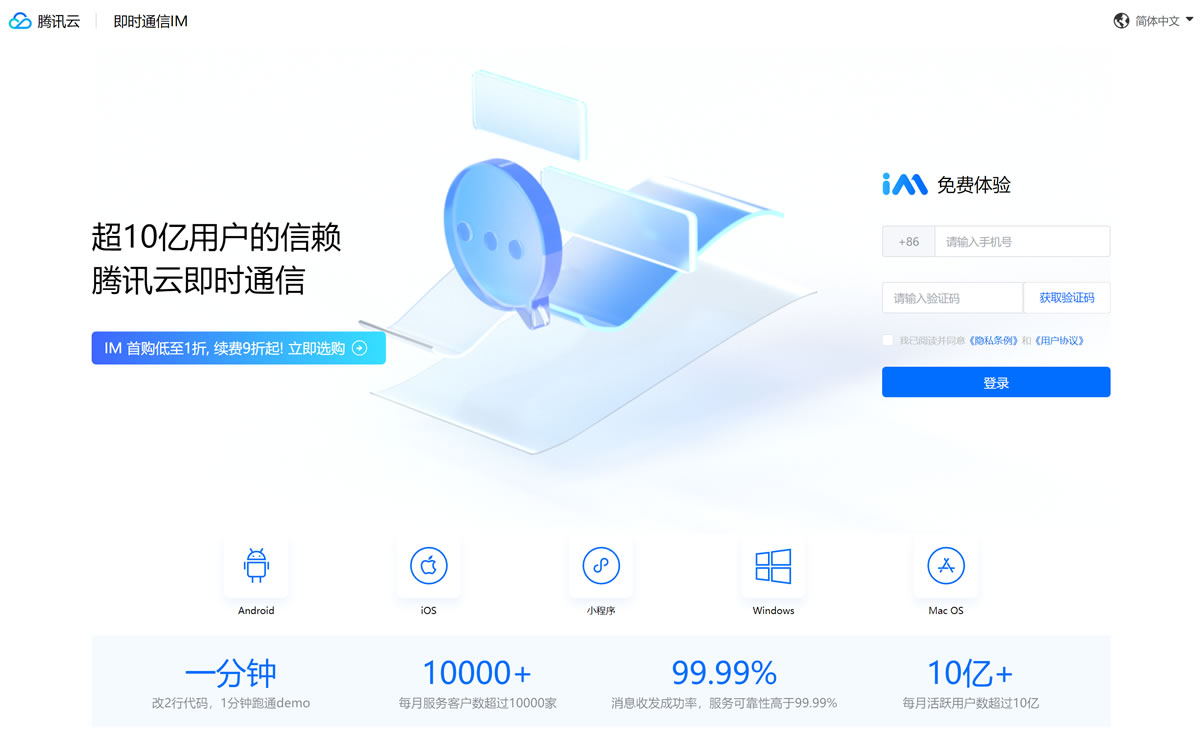 腾讯云 即时通信IM 简体中文
超10亿用户的信赖
腾讯云即时通信
IM 首购低至1折, 续费9折起! 立即选购
iM 免费体验
+86 请输入手机号
请输入验证码 获取验证码
我已阅读并同意《隐私条例》和《用户协议》
登录
Android iOS 小程序 Windows Mac OS
一分钟 10000+ 99.99% 10亿+
改2行代码，1分钟跑通demo 每月服务客户数超过10000家 消息收发成功率，服务可靠性高于99.99% 每月活跃用户数超过10亿